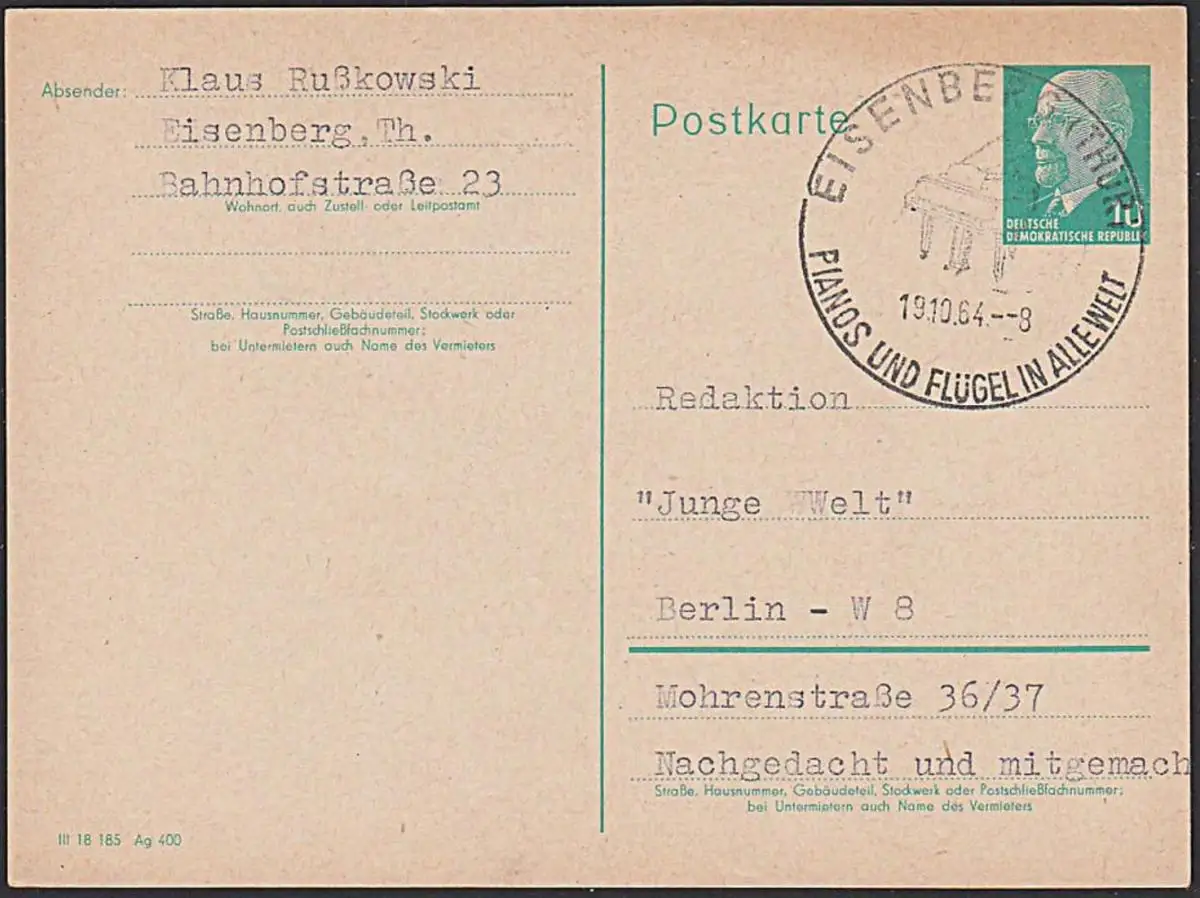 Absender: Klaus Rußkowski
Eisenberg, Th.
Bahnhofstraße 23
Wohnort, auch Zustell- oder Leitpostamt
Straße, Hausnummer, Gebäudeteil, Stockwerk oder
Postschließfachnummer;
bei Untermietern auch Name des Vermieters
III 18 185 Ag 400
Postkarte
EISENBERG (THÜR)
19.10.64.--8
PIANOS UND FLÜGEL IN ALLE WELT
10
DEUTSCHE
DEMOKRATISCHE REPUBLIK
Redaktion
"Junge WWelt"
Berlin - W 8
Mohrenstraße 36/37
Nachgedacht und mitgemach
Straße, Hausnummer, Gebäudeteil, Stockwerk oder Postschließfachnummer;
bei Untermietern auch Name des Vermieters